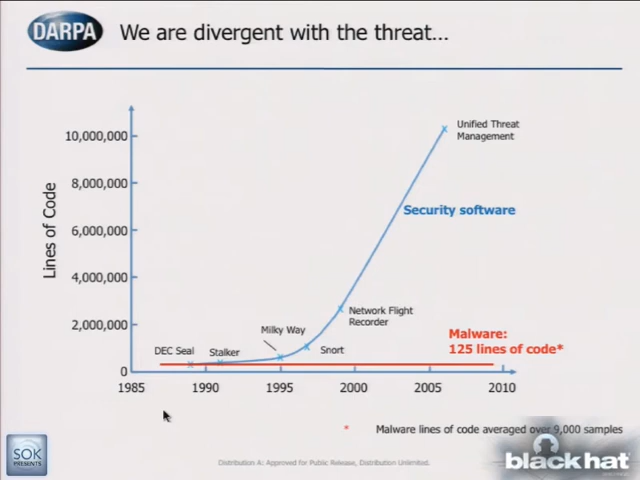 DARPA
We are divergent with the threat...
Lines of Code
10,000,000
8,000,000
6,000,000
4,000,000
2,000,000
0
1985
1990
1995
2000
2005
2010
DEC Seal
Stalker
Milky Way
Snort
Network Flight
Recorder
Unified Threat
Management
Security software
Malware:
125 lines of code*
* Malware lines of code averaged over 9,000 samples
SOK
PRESENTS
Distribution A: Approved for Public Release, Distribution Unlimited.
black hat